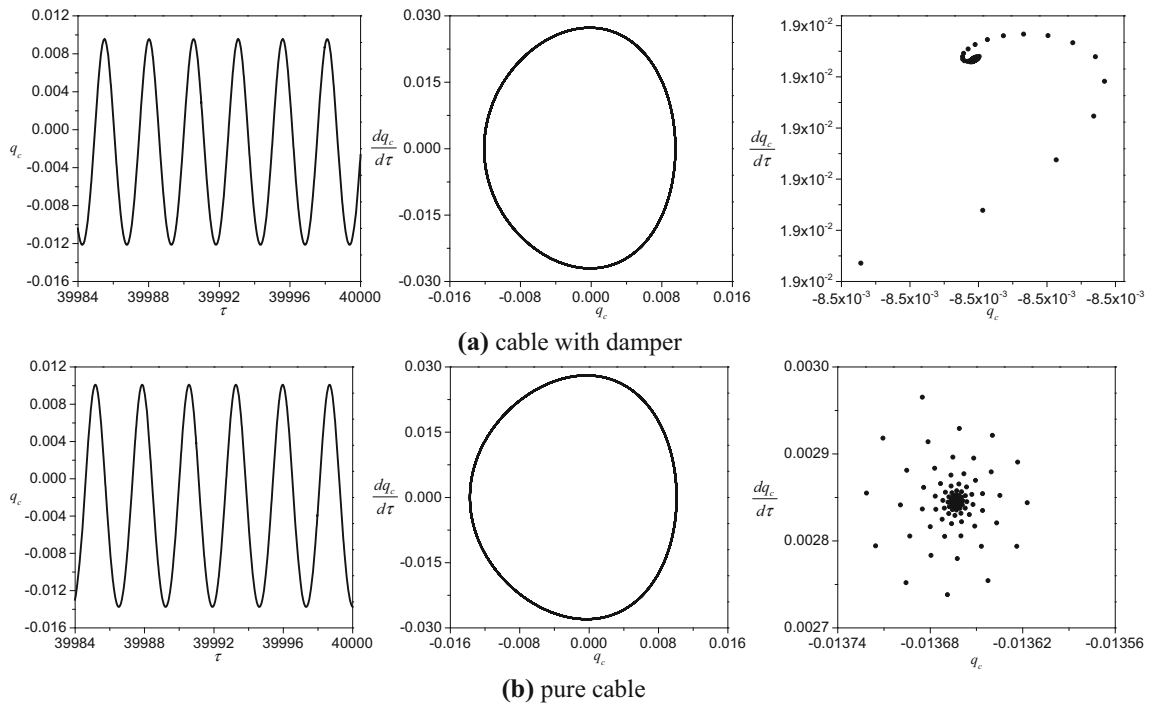 0.012
0.008
0.004
0.000
-0.004
-0.008
-0.012
-0.016
q_c
39984 39988 39992 39996 40000
τ
0.030
0.015
0.000
-0.015
-0.030
dq_c
dτ
-0.016 -0.008 0.000 0.008 0.016
q_c
1.9x10^-2
1.9x10^-2
1.9x10^-2
1.9x10^-2
1.9x10^-2
1.9x10^-2
dq_c
dτ
-8.5x10^-3 -8.5x10^-3 -8.5x10^-3 -8.5x10^-3 -8.5x10^-3
q_c
(a) cable with damper
0.012
0.008
0.004
0.000
-0.004
-0.008
-0.012
-0.016
q_c
39984 39988 39992 39996 40000
τ
0.030
0.015
0.000
-0.015
-0.030
dq_c
dτ
-0.016 -0.008 0.000 0.008 0.016
q_c
0.0030
0.0029
0.0028
0.0027
dq_c
dτ
-0.01374 -0.01368 -0.01362 -0.01356
q_c
(b) pure cable